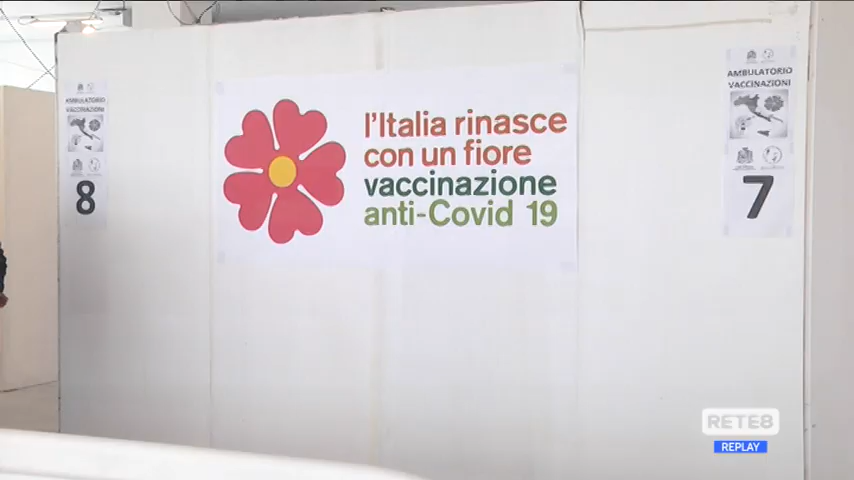 AMBULATORIO
VACCINAZIONI
8
l'Italia rinasce
con un fiore
vaccinazione
anti-Covid 19
AMBULATORIO
VACCINAZIONI
7
RETE8
REPLAY